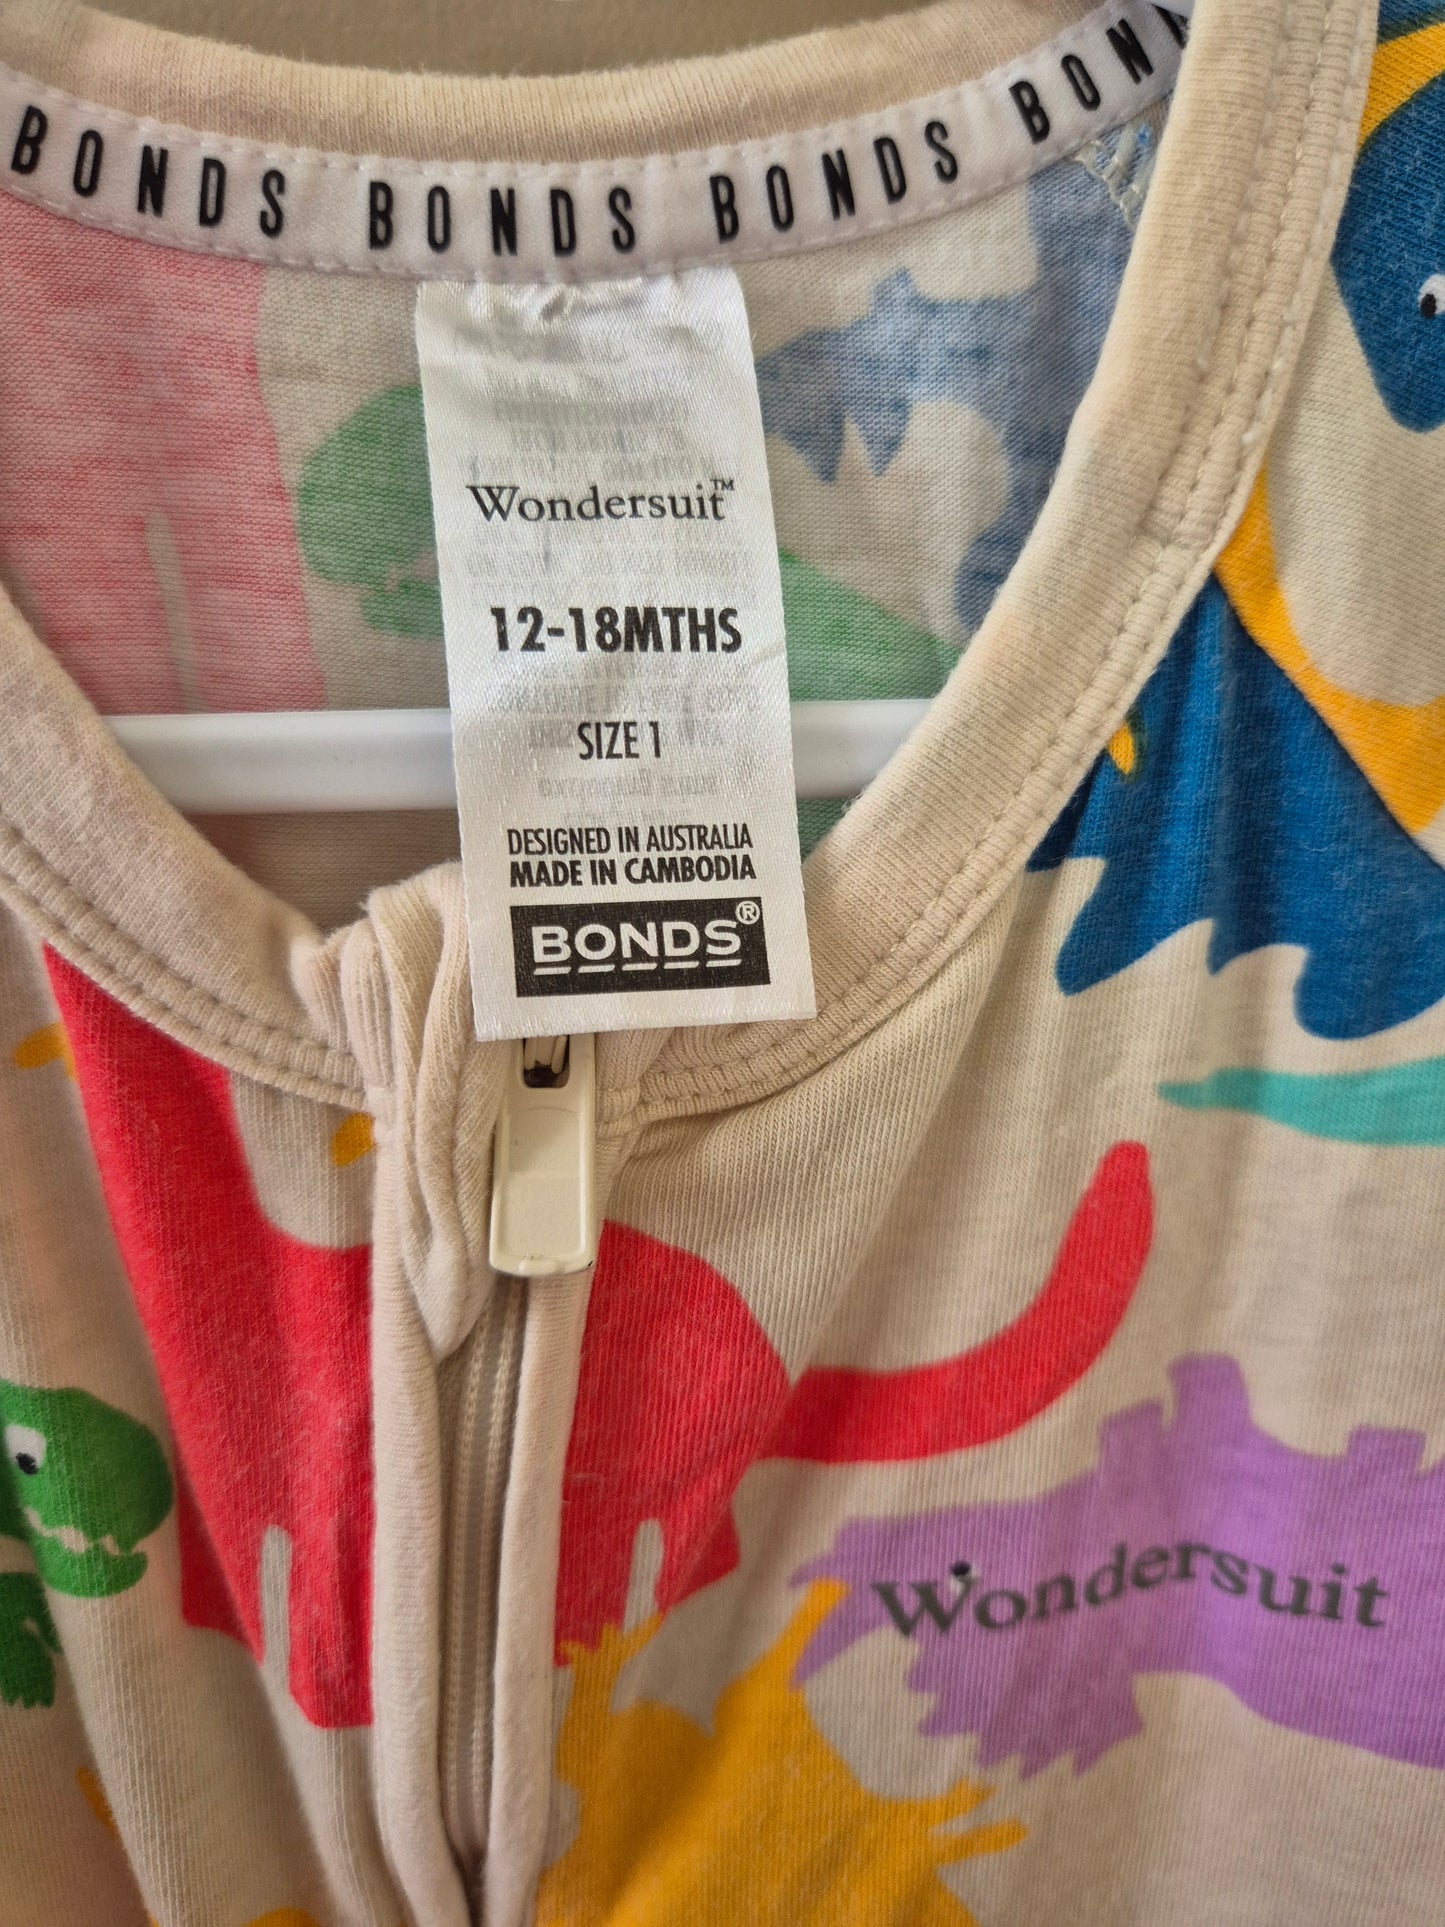 BONDS BONDS BONDS BON
Wondersuit™
12-18MTHS
SIZE 1
DESIGNED IN AUSTRALIA
MADE IN CAMBODIA
BONDS®
Wondersuit